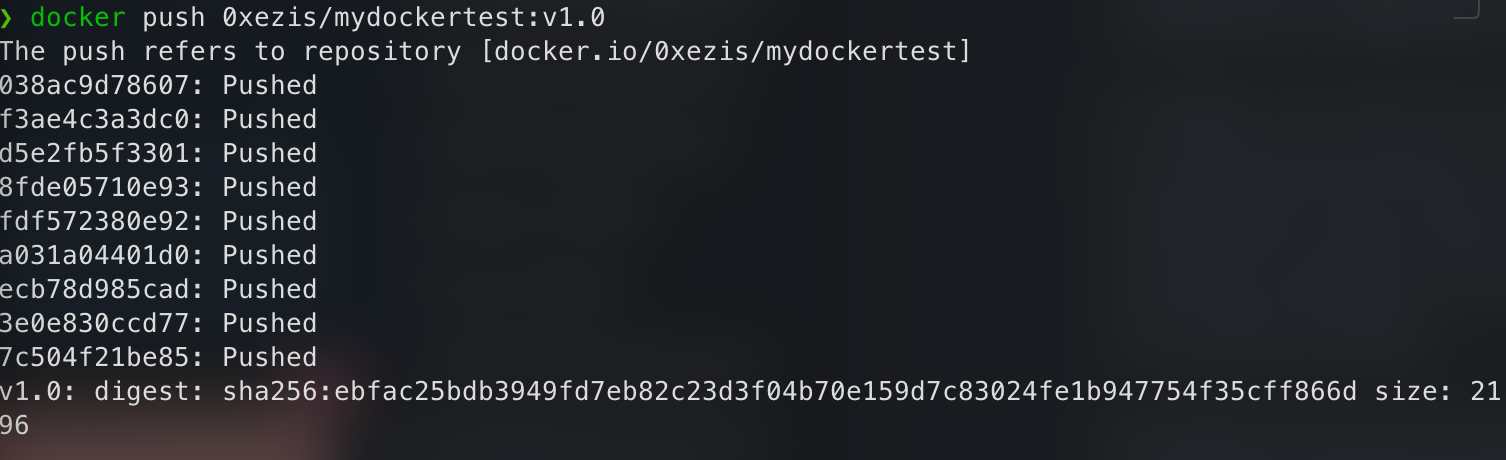 ❯ docker push 0xezis/mydockertest:v1.0
The push refers to repository [docker.io/0xezis/mydockertest]
038ac9d78607: Pushed
f3ae4c3a3dc0: Pushed
d5e2fb5f3301: Pushed
8fde05710e93: Pushed
fdf572380e92: Pushed
a031a04401d0: Pushed
ecb78d985cad: Pushed
3e0e830ccd77: Pushed
7c504f21be85: Pushed
v1.0: digest: sha256:ebfac25bdb3949fd7eb82c23d3f04b70e159d7c83024fe1b947754f35cff866d size: 21
96